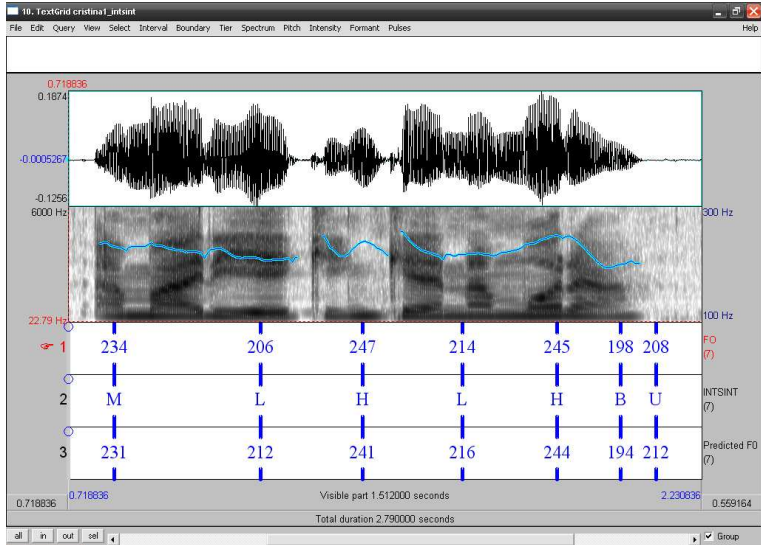 10. TextGrid cristina1_intsint
File Edit Query View Select Interval Boundary Tier Spectrum Pitch Intensity Formant Pulses Help
0.718836
0.1874
-0.0005267
-0.1256
6000 Hz 300 Hz
22.79 Hz 100 Hz
1 234 206 247 214 245 198 208 FO (7)
2 M L H L H B U INTSINT (7)
3 231 212 241 216 244 194 212 Predicted F0 (7)
0.718836 0.718836 Visible part 1.512000 seconds 2.230836 0.559164
Total duration 2.790000 seconds
all in out sel Group